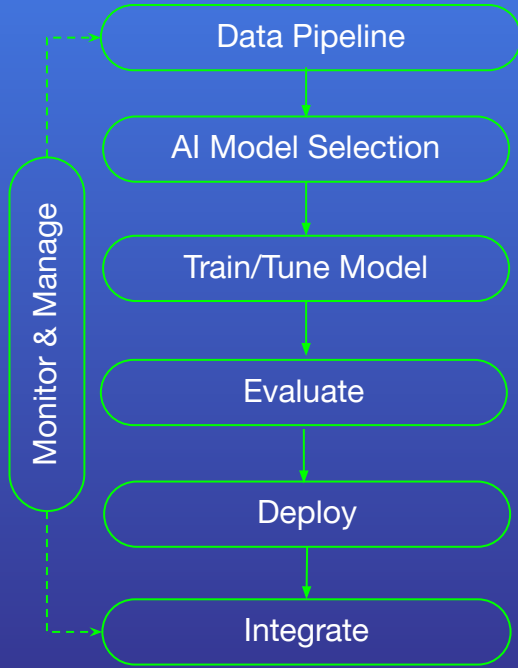 Data Pipeline
AI Model Selection
Train/Tune Model
Monitor & Manage
Evaluate
Deploy
Integrate